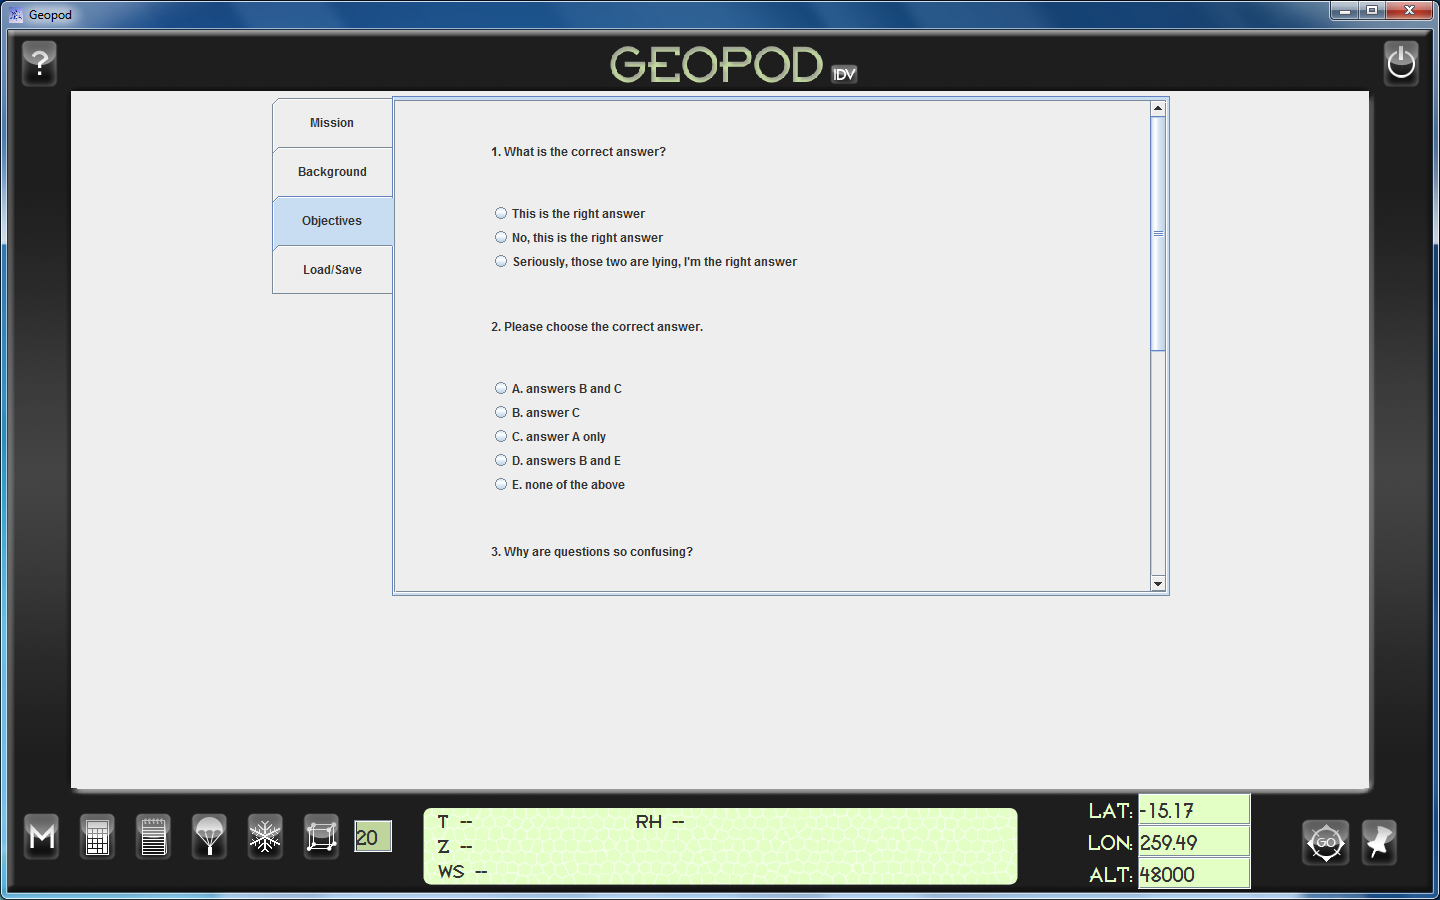 Geopod
?
GEOPOD IDV
Mission
Background
Objectives
Load/Save
1. What is the correct answer?
This is the right answer
No, this is the right answer
Seriously, those two are lying, I'm the right answer
2. Please choose the correct answer.
A. answers B and C
B. answer C
C. answer A only
D. answers B and E
E. none of the above
3. Why are questions so confusing?
M
20
T -- RH --
Z --
WS --
LAT: -15.17
LON: 259.49
ALT: 48000
GO